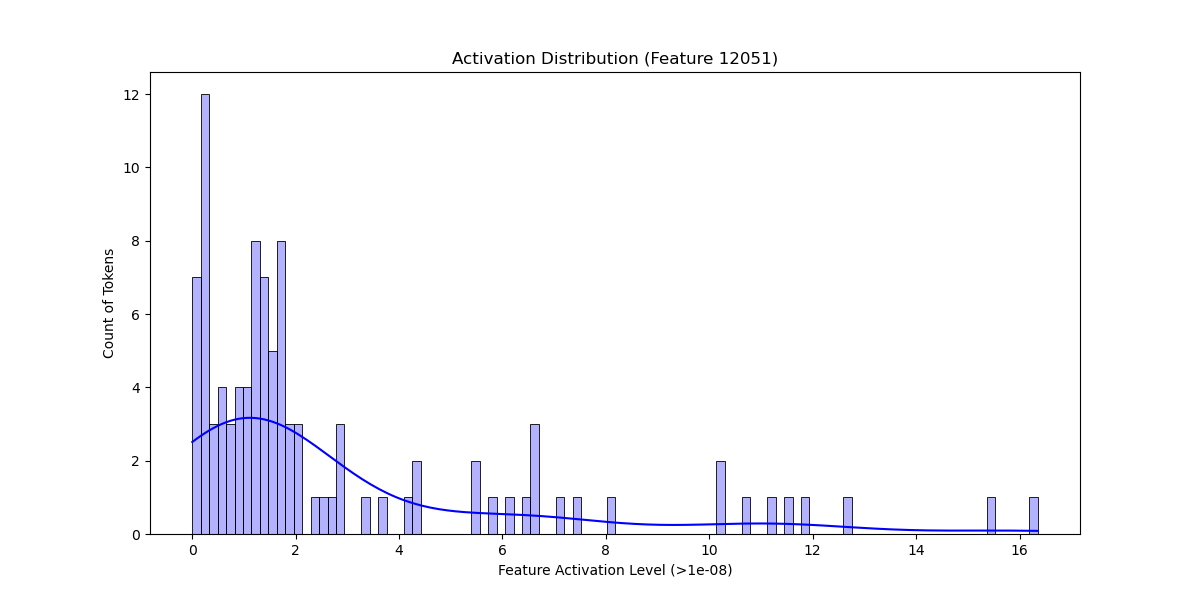 Activation Distribution (Feature 12051)
12
10
8
6
4
2
0
Count of Tokens
0 2 4 6 8 10 12 14 16
Feature Activation Level (>1e-08)